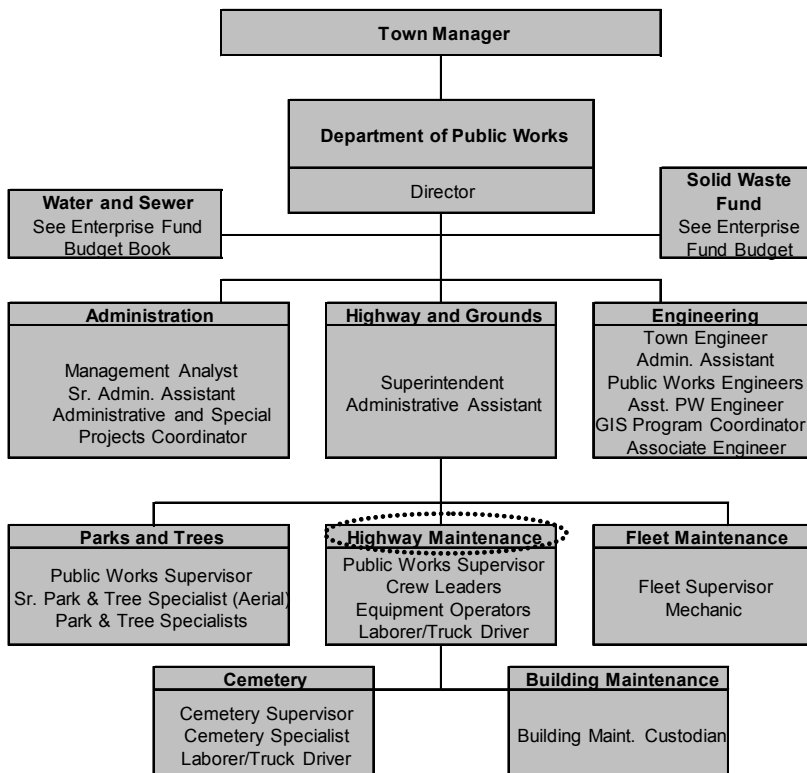 Town Manager
Department of Public Works
Director
Water and Sewer
See Enterprise Fund
Budget Book
Solid Waste
Fund
See Enterprise
Fund Budget
Administration
Management Analyst
Sr. Admin. Assistant
Administrative and Special
Projects Coordinator
Highway and Grounds
Superintendent
Administrative Assistant
Engineering
Town Engineer
Admin. Assistant
Public Works Engineers
Asst. PW Engineer
GIS Program Coordinator
Associate Engineer
Parks and Trees
Public Works Supervisor
Sr. Park & Tree Specialist (Aerial)
Park & Tree Specialists
Highway Maintenance
Public Works Supervisor
Crew Leaders
Equipment Operators
Laborer/Truck Driver
Fleet Maintenance
Fleet Supervisor
Mechanic
Cemetery
Cemetery Supervisor
Cemetery Specialist
Laborer/Truck Driver
Building Maintenance
Building Maint. Custodian